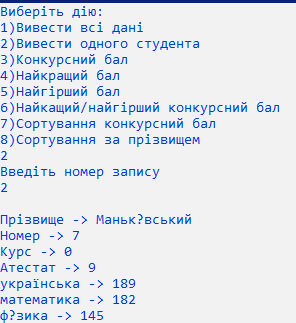 Виберіть дію:
1)Вивести всі дані
2)Вивести одного студента
3)Конкурсний бал
4)Найкращий бал
5)Найгірший бал
6)Найкащий/найгірший конкурсний бал
7)Сортування конкурсний бал
8)Сортування за прізвищем
2
Введіть номер запису
2
Прізвище -> Маньк?вський
Номер -> 7
Курс -> 0
Атестат -> 9
українська -> 189
математика -> 182
ф?зика -> 145